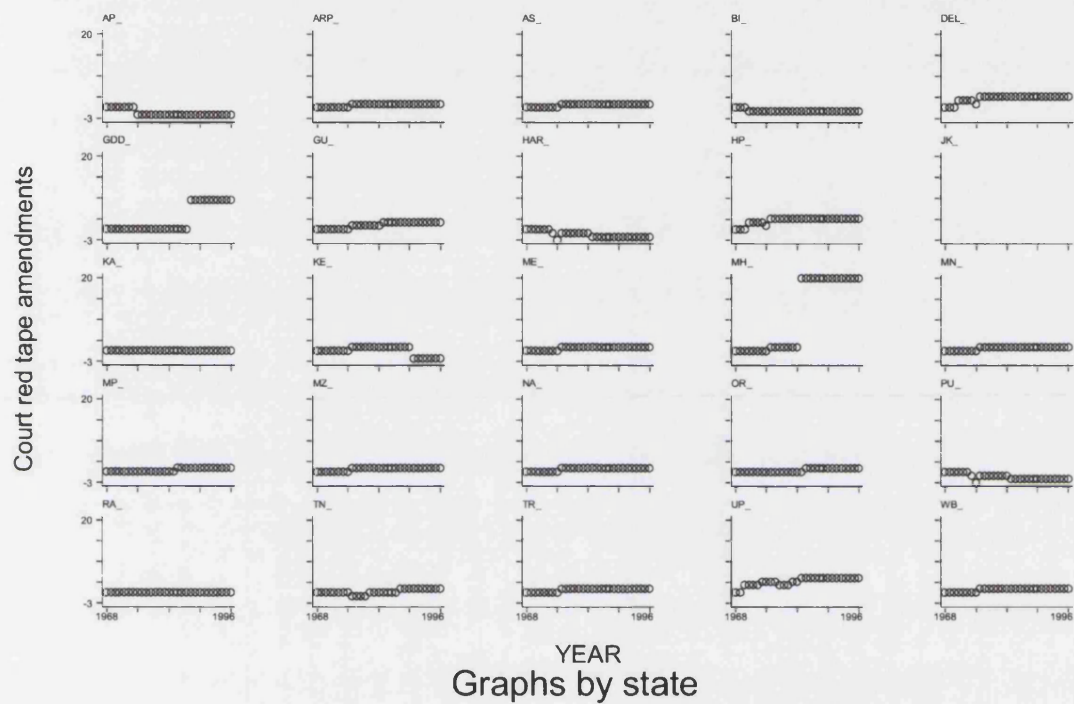 Court red tape amendments
AP_ ARP_ AS_ BI_ DEL_
20
-3
GDD_ GU_ HAR_ HP_ JK_
20
-3
KA_ KE_ ME_ MH_ MN_
20
-3
MP_ MZ_ NA_ OR_ PU_
20
-3
RA_ TN_ TR_ UP_ WB_
20
-3
1968 1996 1968 1996 1968 1996 1968 1996 1968 1996
YEAR
Graphs by state